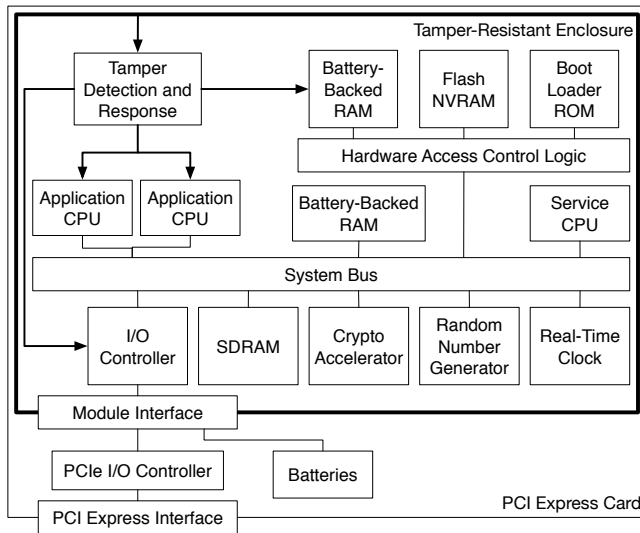 Tamper-Resistant Enclosure
Tamper
Detection and
Response
Battery-
Backed
RAM
Flash
NVRAM
Boot
Loader
ROM
Hardware Access Control Logic
Application
CPU
Application
CPU
Battery-Backed
RAM
Service
CPU
System Bus
I/O
Controller
SDRAM
Crypto
Accelerator
Random
Number
Generator
Real-Time
Clock
Module Interface
PCIe I/O Controller
Batteries
PCI Express Card
PCI Express Interface